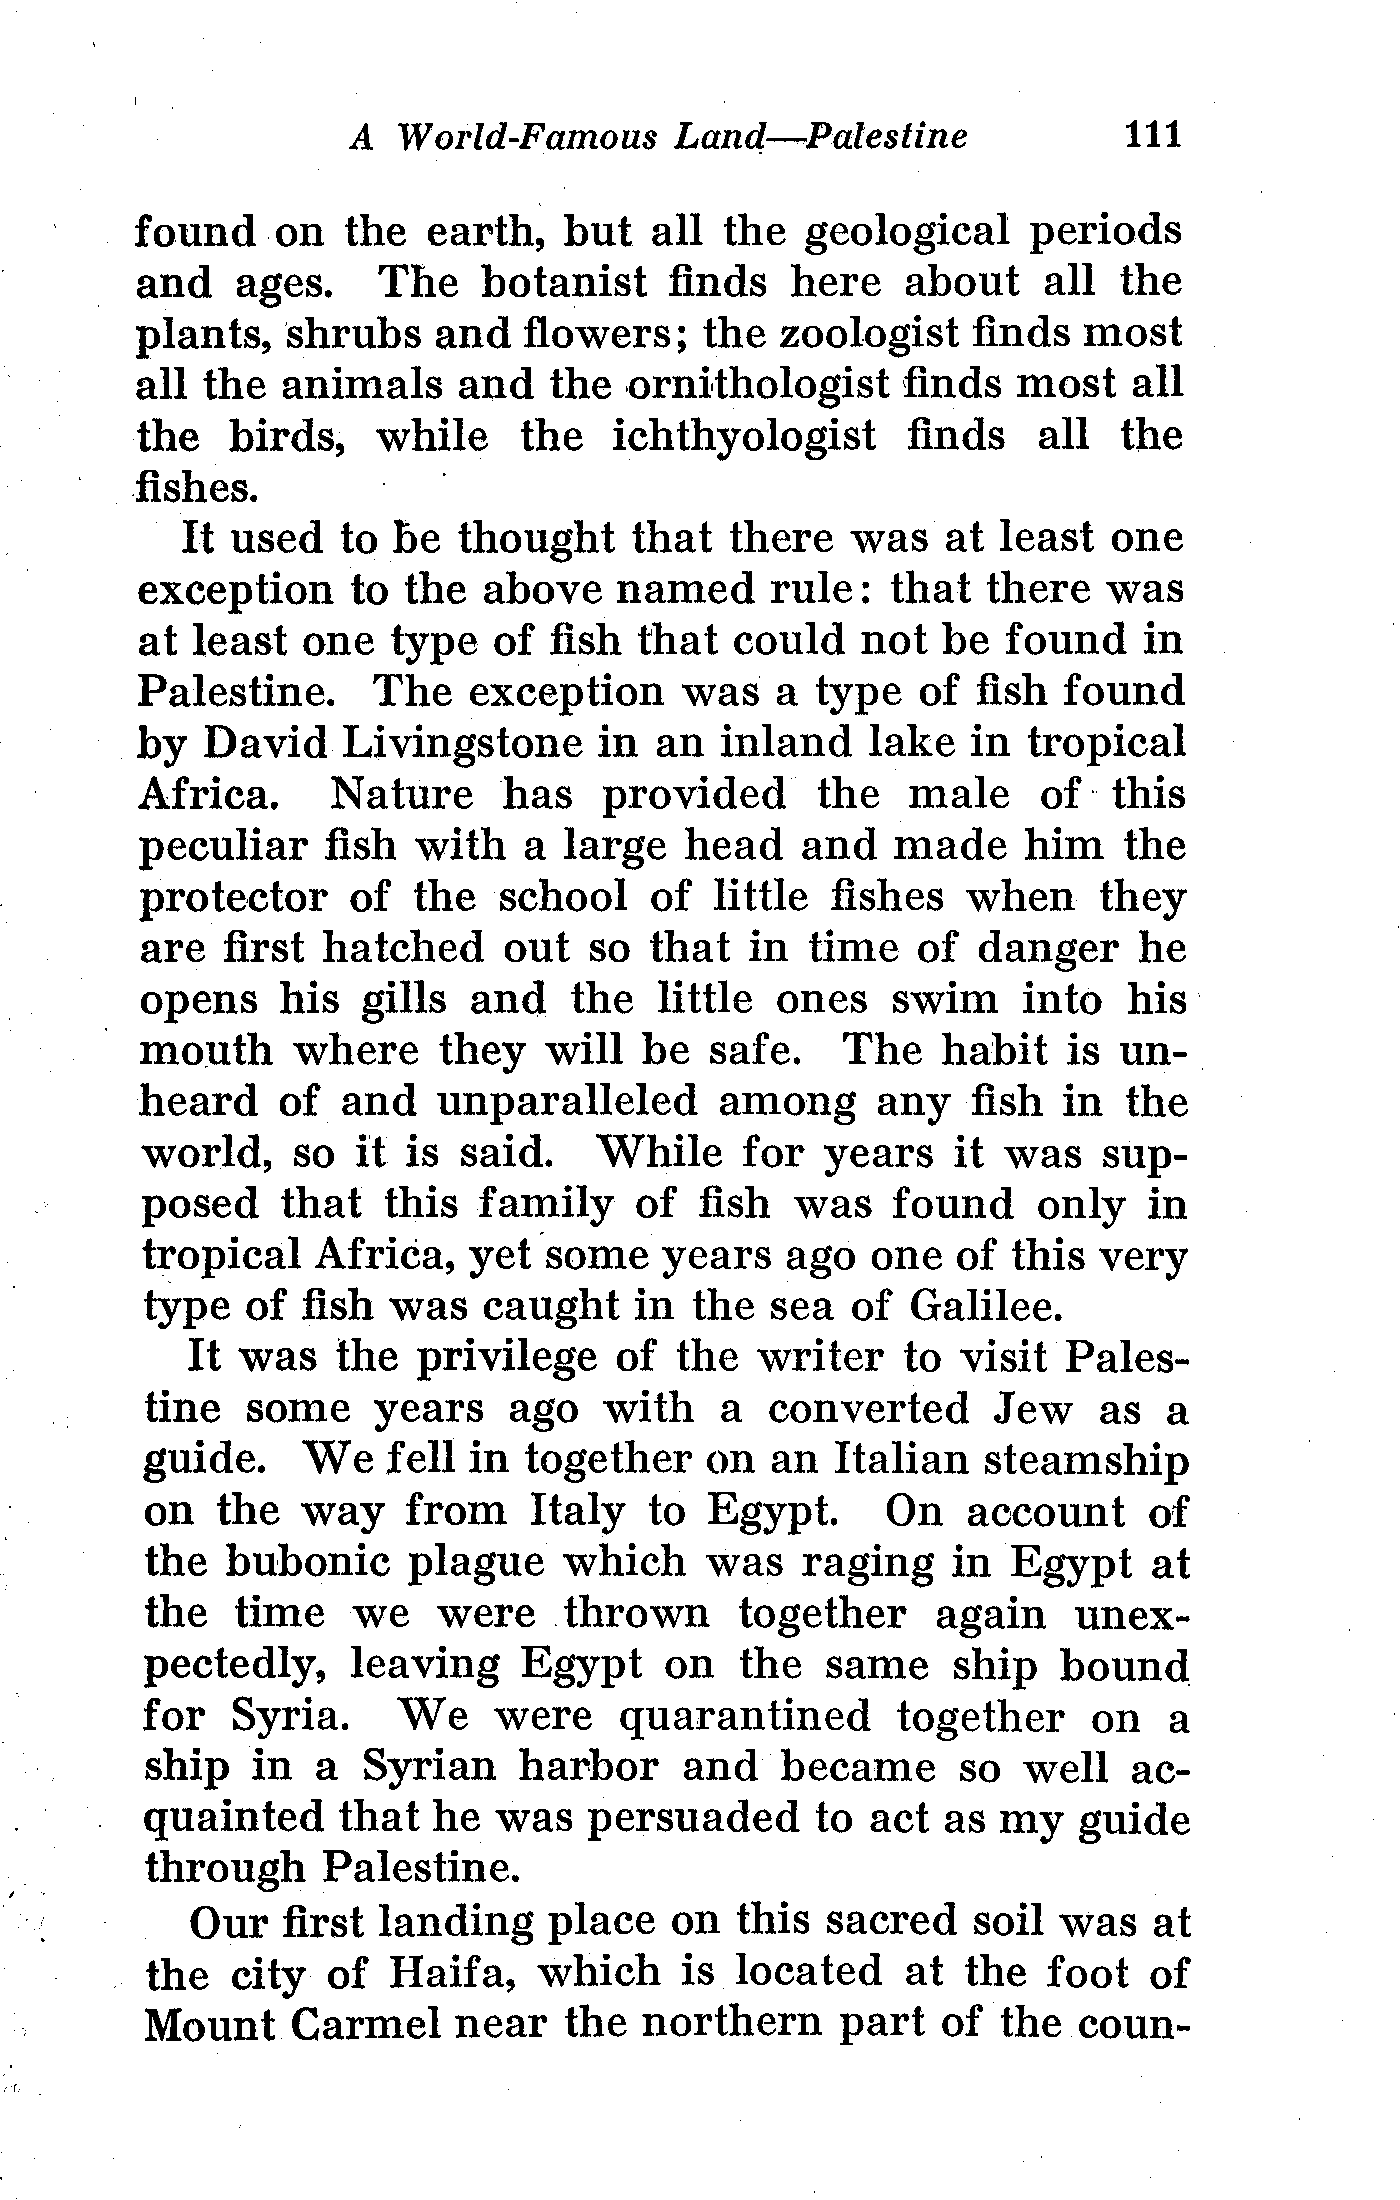 A World-Famous Land—Palestine 111
found on the earth, but all the geological periods
and ages. The botanist finds here about all the
plants, shrubs and flowers; the zoologist finds most
all the animals and the ornithologist finds most all
the birds, while the ichthyologist finds all the
fishes.
It used to be thought that there was at least one
exception to the above named rule: that there was
at least one type of fish that could not be found in
Palestine. The exception was a type of fish found
by David Livingstone in an inland lake in tropical
Africa. Nature has provided the male of this
peculiar fish with a large head and made him the
protector of the school of little fishes when they
are first hatched out so that in time of danger he
opens his gills and the little ones swim into his
mouth where they will be safe. The habit is un-
heard of and unparalleled among any fish in the
world, so it is said. While for years it was sup-
posed that this family of fish was found only in
tropical Africa, yet some years ago one of this very
type of fish was caught in the sea of Galilee.
It was the privilege of the writer to visit Pales-
tine some years ago with a converted Jew as a
guide. We fell in together on an Italian steamship
on the way from Italy to Egypt. On account of
the bubonic plague which was raging in Egypt at
the time we were thrown together again unex-
pectedly, leaving Egypt on the same ship bound
for Syria. We were quarantined together on a
ship in a Syrian harbor and became so well ac-
quainted that he was persuaded to act as my guide
through Palestine.
Our first landing place on this sacred soil was at
the city of Haifa, which is located at the foot of
Mount Carmel near the northern part of the coun-